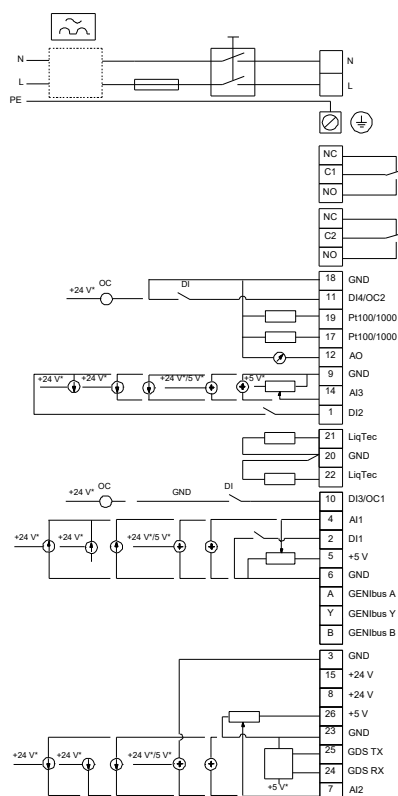 N
N
L
L
PE
NC
C1
NO
NC
C2
NO
18 GND
+24 V* OC DI 11 DI4/OC2
19 Pt100/1000
17 Pt100/1000
12 AO
9 GND
+24 V* +24 V* +24 V*/5 V* +5 V*
14 AI3
1 DI2
21 LiqTec
20 GND
22 LiqTec
+24 V* OC GND DI 10 DI3/OC1
4 AI1
2 DI1
+24 V* +24 V* +24 V*/5 V* 5 +5 V
6 GND
A GENIbus A
Y GENIbus Y
B GENIbus B
3 GND
15 +24 V
8 +24 V
26 +5 V
23 GND
25 GDS TX
+24 V* +24 V* +24 V*/5 V*
24 GDS RX
+5 V*
7 AI2